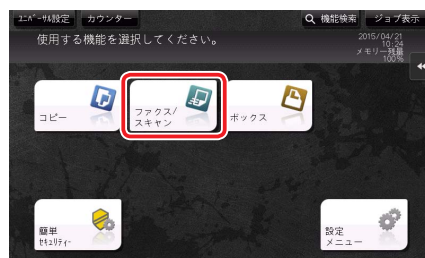 ﾕﾆﾊﾞｰｻﾙ設定 カウンター 機能検索 ジョブ表示
使用する機能を選択してください。
2015/04/21
10:24
メモリー残量
100%
コピー
ファクス/
スキャン
ボックス
簡単
ｾｷｭﾘﾃｨｰ
設定
メニュー